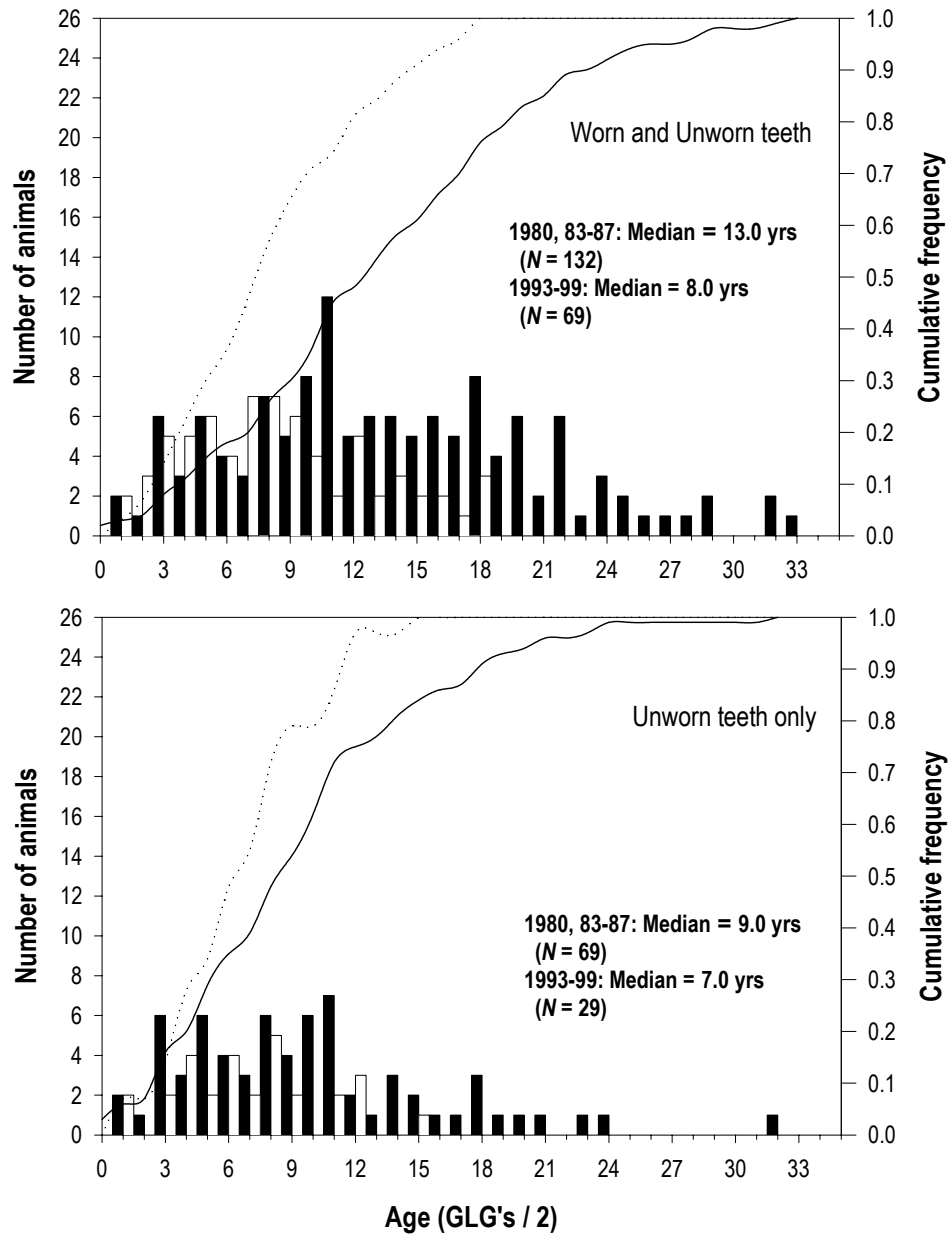 26
24
22
20
18
16
14
12
10
8
6
4
2
0
Number of animals
1.0
0.9
0.8
0.7
0.6
0.5
0.4
0.3
0.2
0.1
0.0
Cumulative frequency
Worn and Unworn teeth
1980, 83-87: Median = 13.0 yrs
(N = 132)
1993-99: Median = 8.0 yrs
(N = 69)
0 3 6 9 12 15 18 21 24 27 30 33
26
24
22
20
18
16
14
12
10
8
6
4
2
0
Number of animals
1.0
0.9
0.8
0.7
0.6
0.5
0.4
0.3
0.2
0.1
0.0
Cumulative frequency
Unworn teeth only
1980, 83-87: Median = 9.0 yrs
(N = 69)
1993-99: Median = 7.0 yrs
(N = 29)
0 3 6 9 12 15 18 21 24 27 30 33
Age (GLG's / 2)